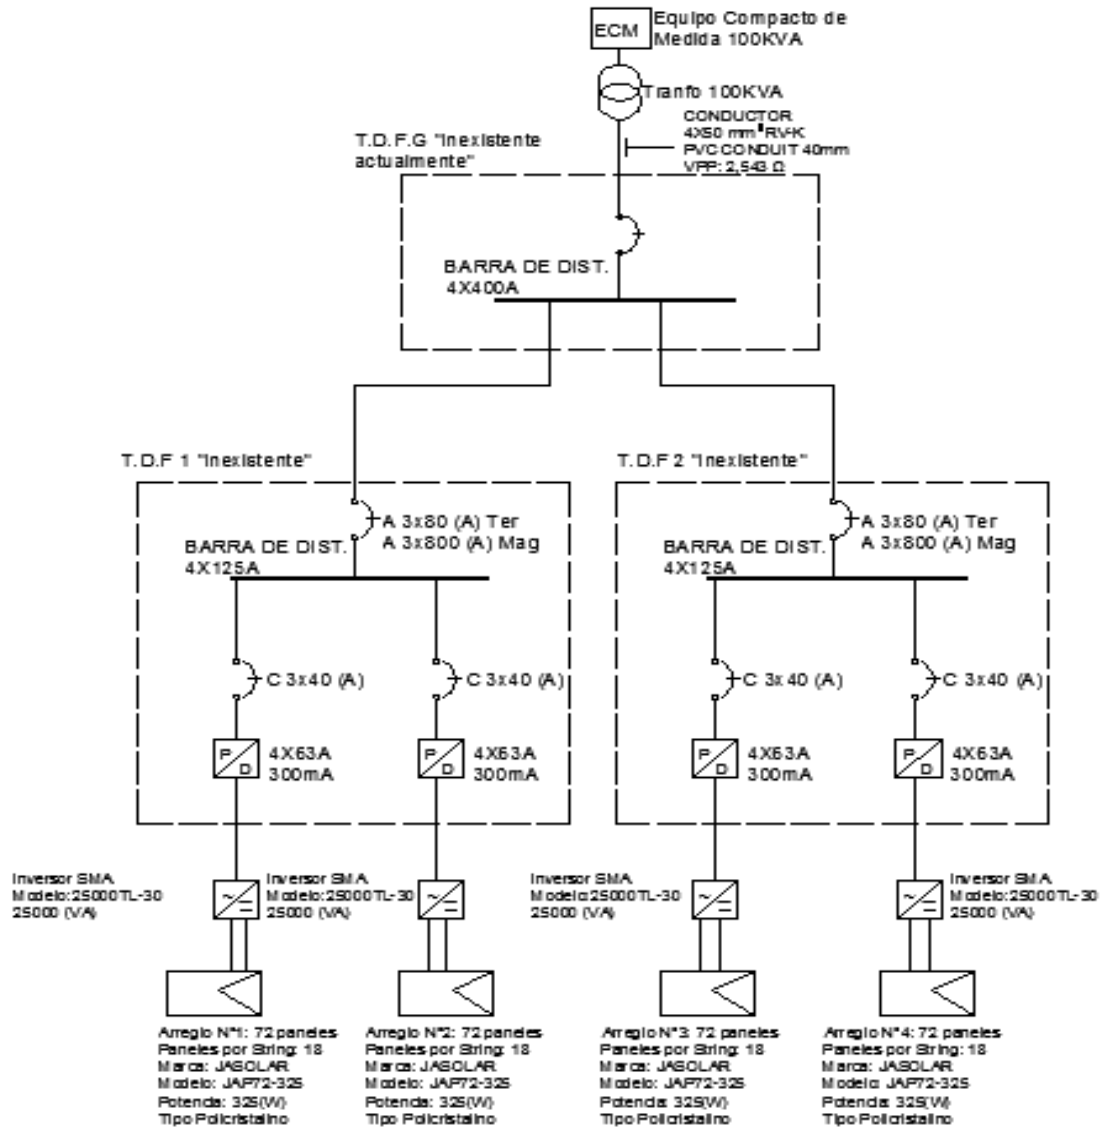 ECM
Equipo Compacto de
Medida 100KVA
Tranfo 100KVA
CONDUCTOR
4X50 mm² RV-K
PVC CONDUIT 40mm
VPP: 2,543 Ω
T.D.F.G "Inexistente
actualmente"
BARRA DE DIST.
4X400A
T.D.F 1 "Inexistente"
A 3x80 (A) Ter
A 3x800 (A) Mag
BARRA DE DIST.
4X125A
C 3x40 (A)
C 3x40 (A)
P/D
4X63A
300mA
P/D
4X63A
300mA
T.D.F 2 "Inexistente"
A 3x80 (A) Ter
A 3x800 (A) Mag
BARRA DE DIST.
4X125A
C 3x40 (A)
C 3x40 (A)
P/D
4X63A
300mA
P/D
4X63A
300mA
Inversor SMA
Modelo:25000TL-30
25000 (VA)
Inversor SMA
Modelo:25000TL-30
25000 (VA)
Inversor SMA
Modelo:25000TL-30
25000 (VA)
Inversor SMA
Modelo:25000TL-30
25000 (VA)
Arreglo N°1: 72 paneles
Paneles por String: 18
Marca: JASOLAR
Modelo: JAP72-325
Potencia: 325(W)
Tipo Policristalino
Arreglo N°2: 72 paneles
Paneles por String: 18
Marca: JASOLAR
Modelo: JAP72-325
Potencia: 325(W)
Tipo Policristalino
Arreglo N°3: 72 paneles
Paneles por String: 18
Marca: JASOLAR
Modelo: JAP72-325
Potencia: 325(W)
Tipo Policristalino
Arreglo N°4: 72 paneles
Paneles por String: 18
Marca: JASOLAR
Modelo: JAP72-325
Potencia: 325(W)
Tipo Policristalino